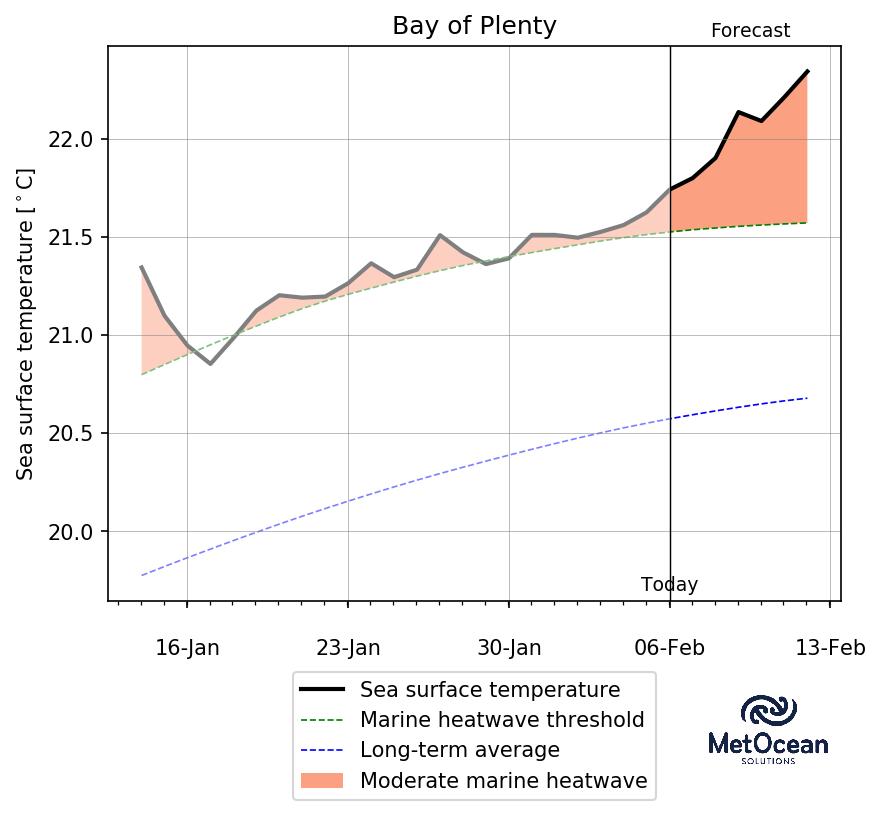 Bay of Plenty
Forecast
Sea surface temperature [°C]
22.0
21.5
21.0
20.5
20.0
Today
16-Jan
23-Jan
30-Jan
06-Feb
13-Feb
Sea surface temperature
Marine heatwave threshold
Long-term average
Moderate marine heatwave
MetOcean
SOLUTIONS